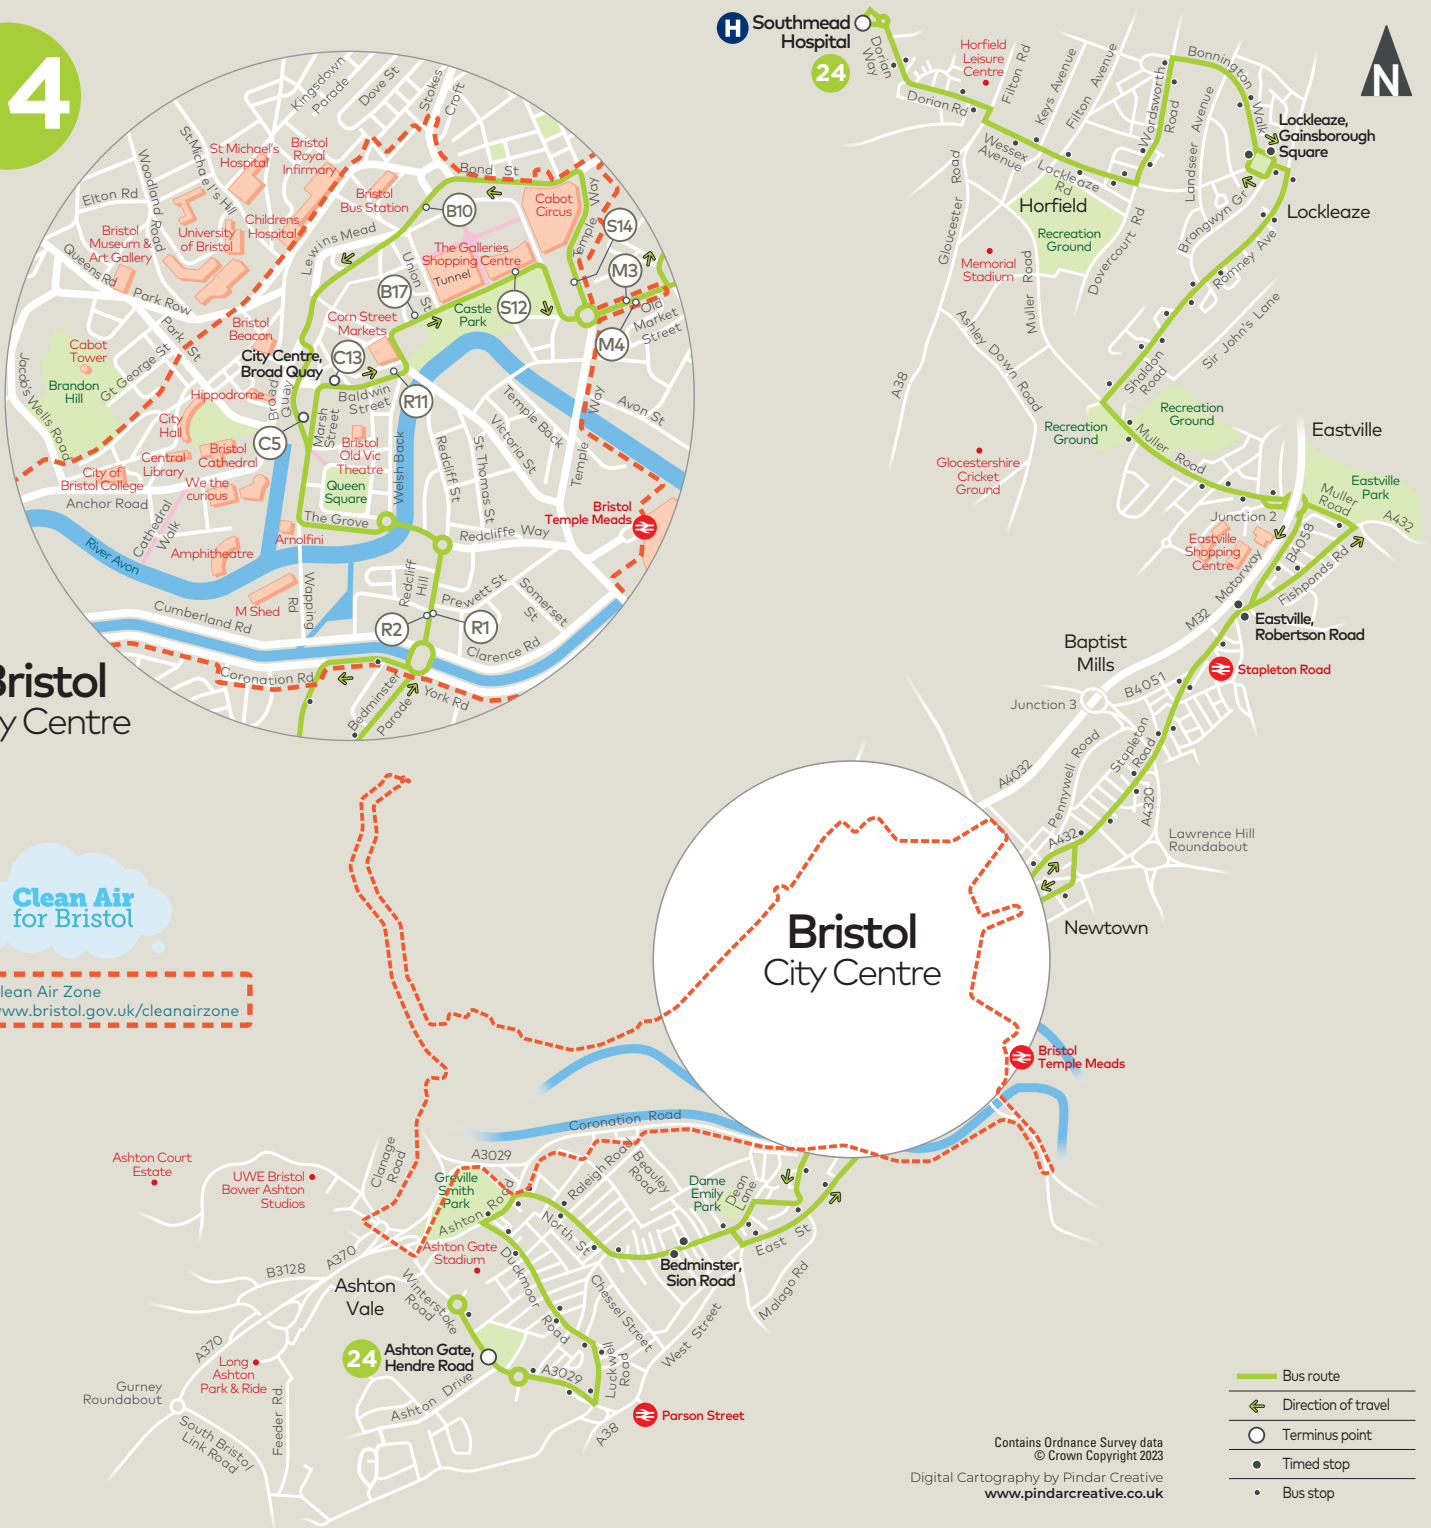 4
Kingsdown
Parade
Dove St
Stokes
Croft
St Michael's
Hospital
Bristol
Royal
Infirmary
St.Michael's Hill
Woodland Road
Elton Rd
Bond St
Bristol
Bus Station
B10
Cabot
Circus
Temple Way
S14
Bristol
Museum &
Art Gallery
University
of Bristol
Childrens
Hospital
Queens Rd
Lewins Mead
The Galleries
Shopping Centre
Union St
Tunnel
M3
B17
S12
Castle
Park
Old
Market
Street
M4
Park Row
Park St
Bristol
Beacon
Corn Street
Markets
City Centre,
Broad Quay
C13
Cabot
Tower
Brandon
Hill
Gt George St
Jacob's Wells Road
Hippodrome
Broad
Quay
Baldwin
Street
Marsh
Street
R11
Temple Back
Way
Avon St
City
Hall
C5
Central
Library
Bristol
Cathedral
Bristol
Old Vic
Theatre
Welsh Back
Redcliff St
St Thomas St
Victoria St
Temple
City of
Bristol College
We the
curious
Queen
Square
Anchor Road
Cathedral
Walk
The Grove
Bristol
Temple Meads
Redcliffe Way
Arnolfini
River Avon
Amphitheatre
M Shed
Wapping
Rd
Redcliff
Hill
Prewett St
Somerset
St
Cumberland Rd
R2
R1
Clarence Rd
Coronation Rd
Bedminster
Parade
York Rd
Bristol
y Centre
H
Southmead
Hospital
24
Dorian
Way
Dorian Rd
Horfield
Leisure
Centre
Filton Rd
Keys Avenue
Filton Avenue
Wordsworth
Road
Bonnington
Walk
Landseer Avenue
N
Lockleaze,
Gainsborough
Square
Wessex
Avenue
Lockleaze
Rd
Gloucester Road
Horfield
Recreation
Ground
Brangwyn Gr
Lockleaze
Memorial
Stadium
Muller Road
Dovercourt Rd
Romney Ave
Ashley Down Road
Sir John's Lane
A38
Shaldon
Road
Recreation
Ground
Recreation
Ground
Eastville
Glocestershire
Cricket
Ground
Muller Road
Muller
Road
Eastville
Park
A432
Junction 2
Eastville
Shopping
Centre
B4058
Fishponds Rd
Motorway
M32
Eastville,
Robertson Road
Baptist
Mills
Stapleton Road
B4051
Junction 3
Stapleton
Road
Pennywell Road
A4032
A4320
A432
Lawrence Hill
Roundabout
Newtown
Clean Air
for Bristol
lean Air Zone
ww.bristol.gov.uk/cleanairzone
Bristol
City Centre
Bristol
Temple Meads
Coronation Road
Ashton Court
Estate
UWE Bristol
Bower Ashton
Studios
Clanage
Road
A3029
Greville
Smith
Park
Ashton Road
Raleigh Road
Beauley
Road
Dame
Emily
Park
Dean
Lane
North St
East St
Bedminster,
Sion Road
Malago Rd
Ashton Gate
Stadium
A370
B3128
Ashton
Vale
Winterstoke
Road
Duckmoor Road
Chessel Street
West Street
24
Ashton Gate,
Hendre Road
A3029
Luckwell
Road
A370
Long
Ashton
Park & Ride
Gurney
Roundabout
Feeder Rd.
South Bristol
Link Road
Ashton Drive
A38
Parson Street
Contains Ordnance Survey data
© Crown Copyright 2023
Digital Cartography by Pindar Creative
www.pindarcreative.co.uk
Bus route
Direction of travel
Terminus point
Timed stop
Bus stop